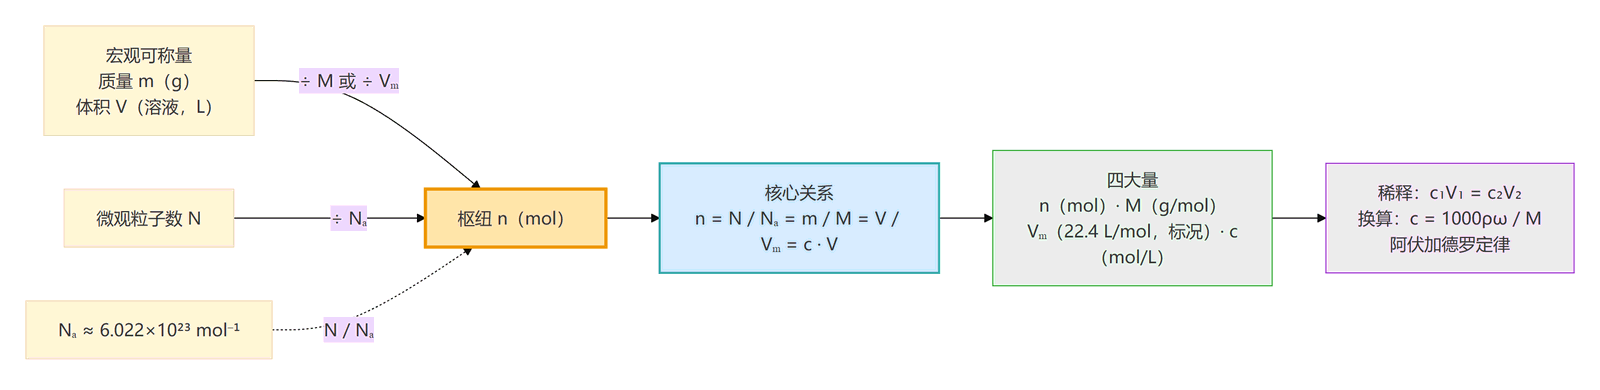 宏观可称量
质量 m（g）
体积 V（溶液，L）
÷ M 或 ÷ Vₘ
微观粒子数 N
÷ Nₐ
Nₐ ≈ 6.022×10²³ mol⁻¹
N / Nₐ
枢纽 n（mol）
核心关系
n = N / Nₐ = m / M = V /
Vₘ = c · V
四大量
n（mol）· M（g/mol）
Vₘ（22.4 L/mol，标况）· c
（mol/L）
稀释：c₁V₁ = c₂V₂
换算：c = 1000ρω / M
阿伏加德罗定律